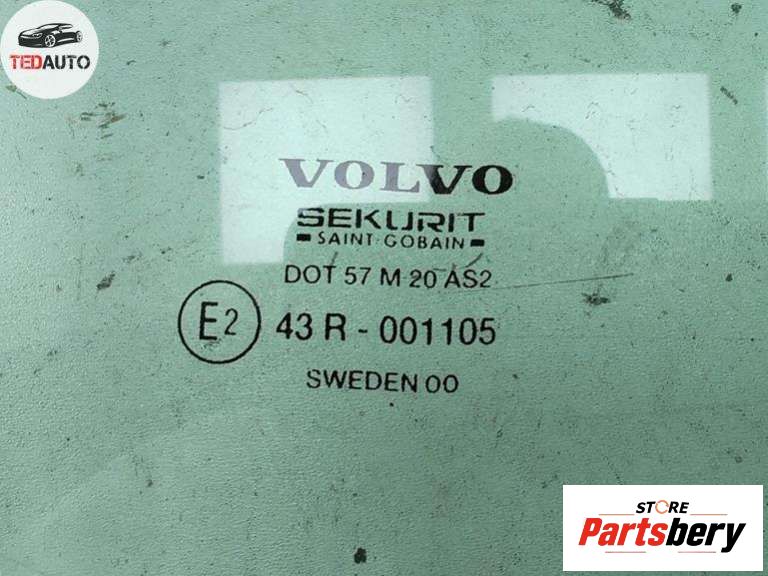 TEDAUTO
VOLVO
SEKURIT
SAINT-GOBAIN
DOT 57 M 20 AS2
E2 43 R - 001105
SWEDEN 00
STORE
Partsbery